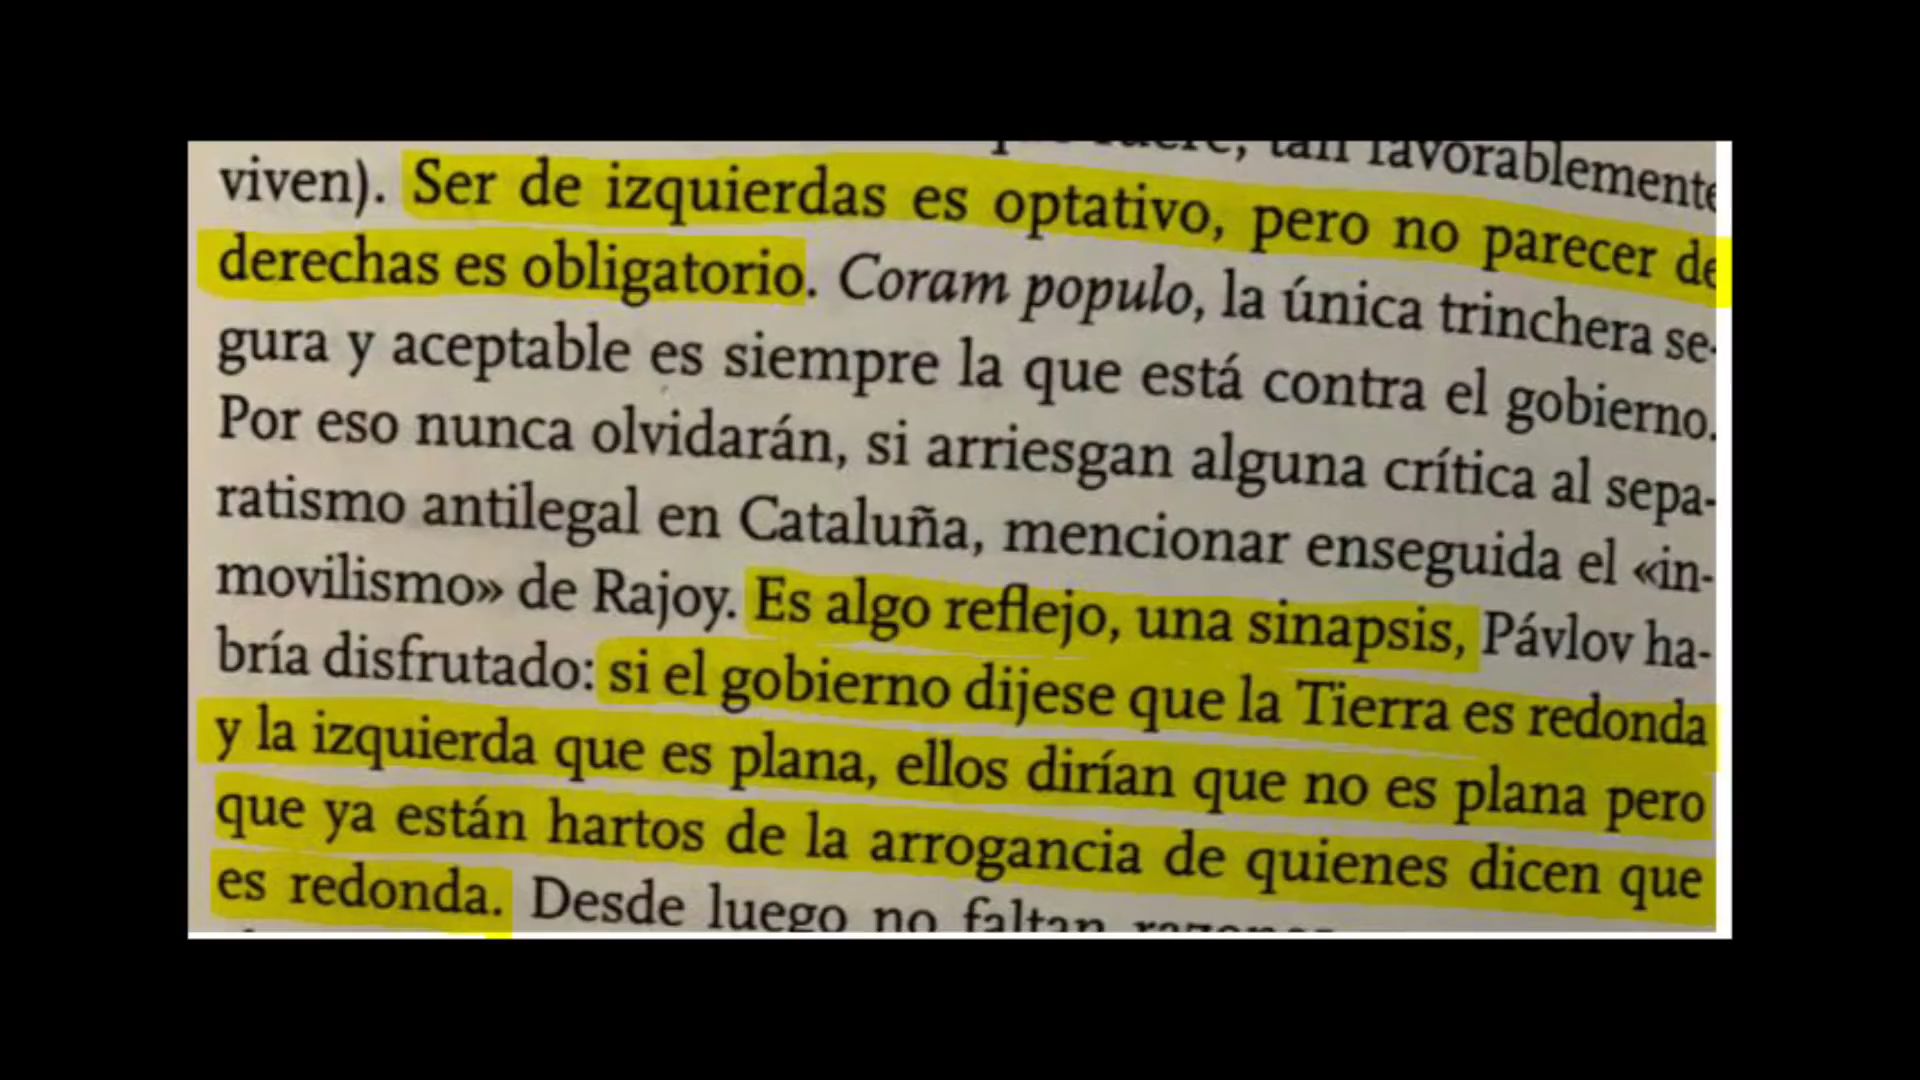 tan favorablemente
viven). Ser de izquierdas es optativo, pero no parecer de
derechas es obligatorio. Coram populo, la única trinchera se-
gura y aceptable es siempre la que está contra el gobierno.
Por eso nunca olvidarán, si arriesgan alguna crítica al sepa-
ratismo antilegal en Cataluña, mencionar enseguida el «in-
movilismo» de Rajoy. Es algo reflejo, una sinapsis, Pávlov ha-
bría disfrutado: si el gobierno dijese que la Tierra es redonda
y la izquierda que es plana, ellos dirían que no es plana pero
que ya están hartos de la arrogancia de quienes dicen que
es redonda. Desde luego no faltan razones